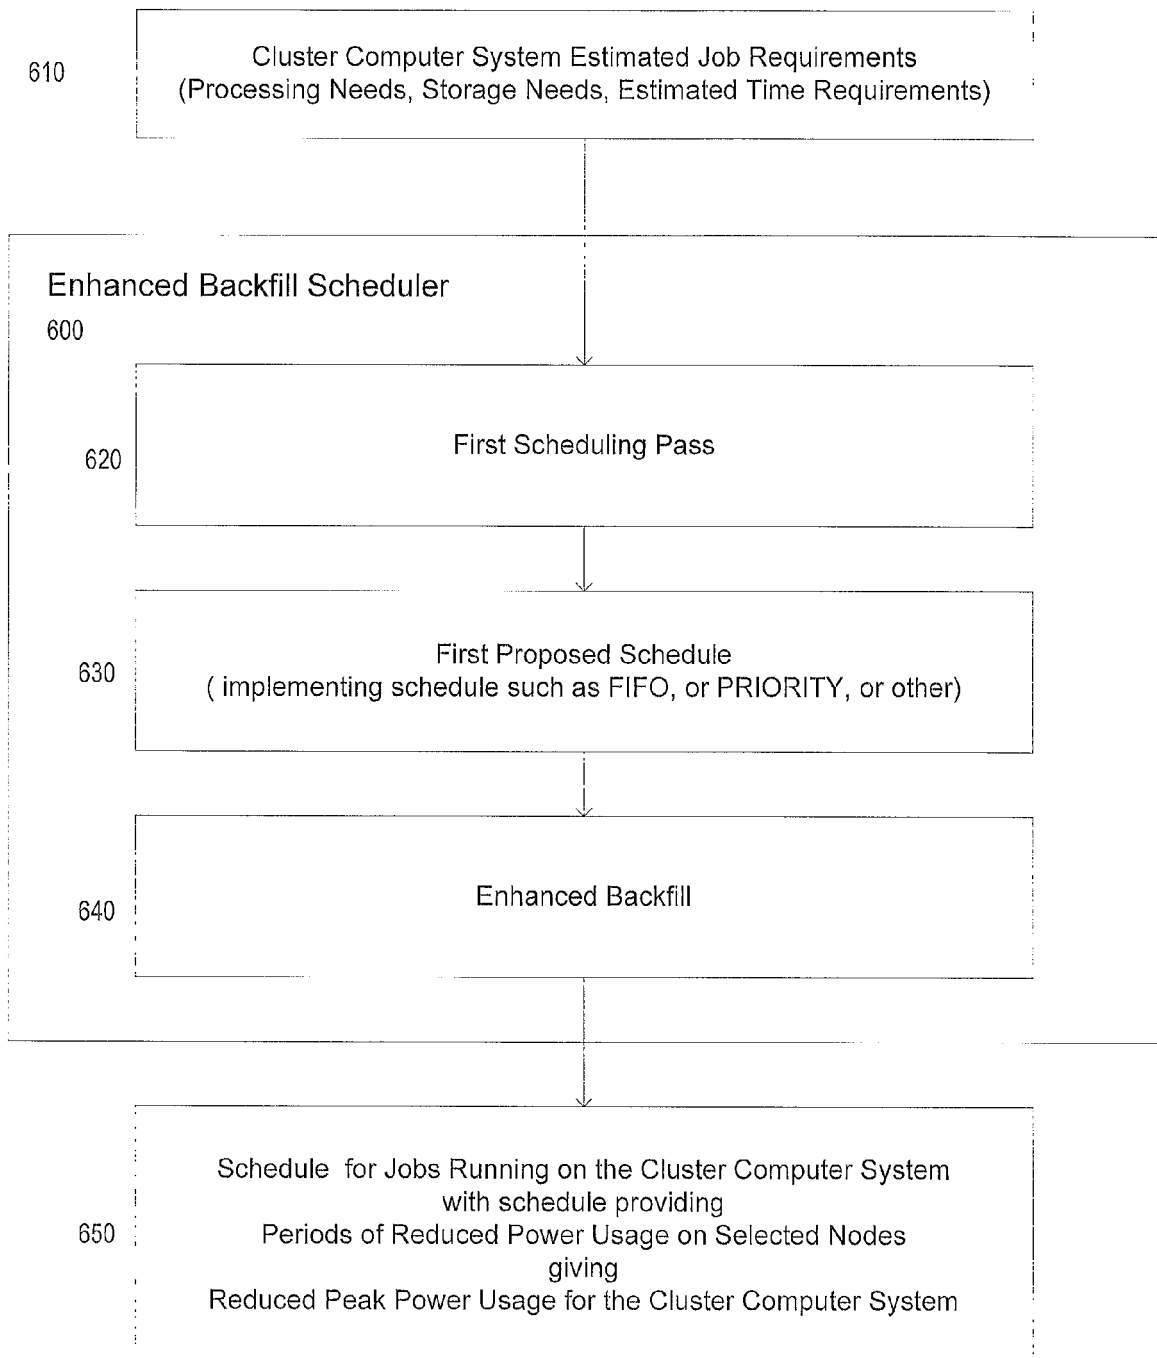 610
Cluster Computer System Estimated Job Requirements
(Processing Needs, Storage Needs, Estimated Time Requirements)
Enhanced Backfill Scheduler
600
620
First Scheduling Pass
630
First Proposed Schedule
( implementing schedule such as FIFO, or PRIORITY, or other)
640
Enhanced Backfill
650
Schedule for Jobs Running on the Cluster Computer System
with schedule providing
Periods of Reduced Power Usage on Selected Nodes
giving
Reduced Peak Power Usage for the Cluster Computer System